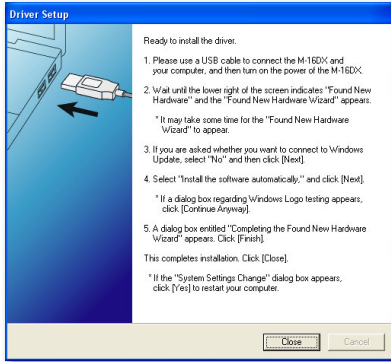 Driver Setup
Ready to install the driver.
1. Please use a USB cable to connect the M-16DX and
your computer, and then turn on the power of the M-16DX.
2. Wait until the lower right of the screen indicates "Found New
Hardware" and the "Found New Hardware Wizard" appears.
* It may take some time for the "Found New Hardware
Wizard" to appear.
3. If you are asked whether you want to connect to Windows
Update, select "No" and then click [Next].
4. Select "Install the software automatically," and click [Next].
* If a dialog box regarding Windows Logo testing appears,
click [Continue Anyway].
5. A dialog box entitled "Completing the Found New Hardware
Wizard" appears. Click [Finish].
This completes installation. Click [Close].
* If the "System Settings Change" dialog box appears,
click [Yes] to restart your computer.
Close
Cancel